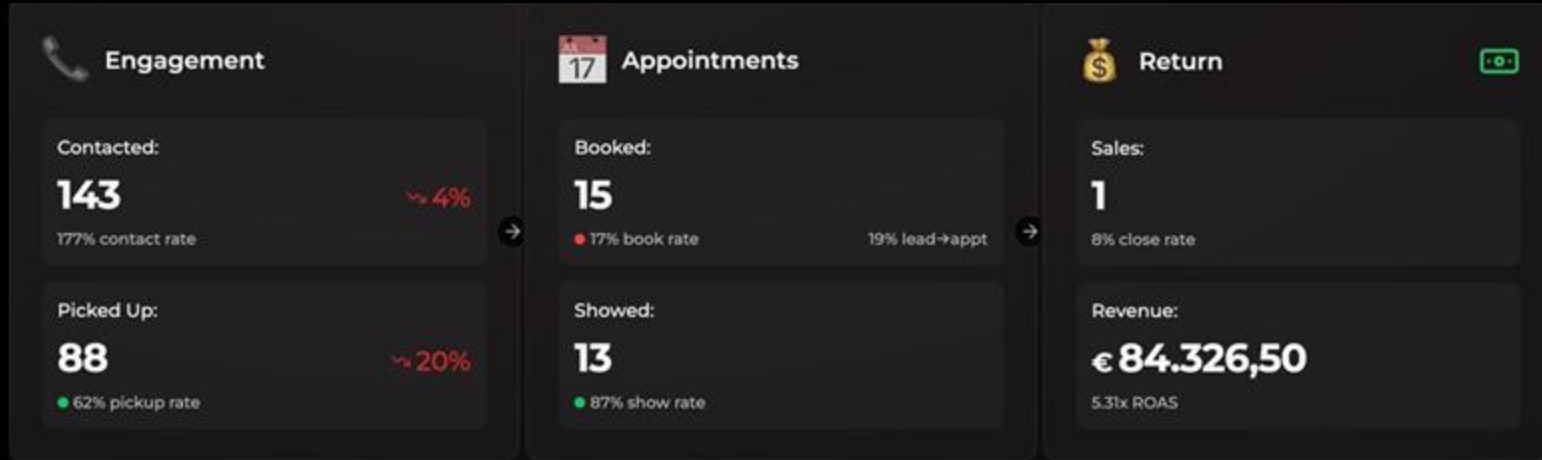 Engagement
Contacted:
143
4%
177% contact rate
Picked Up:
88
20%
62% pickup rate
17
Appointments
Booked:
15
17% book rate
19% lead→appt
Showed:
13
87% show rate
Return
Sales:
1
8% close rate
Revenue:
€84.326,50
5.31x ROAS